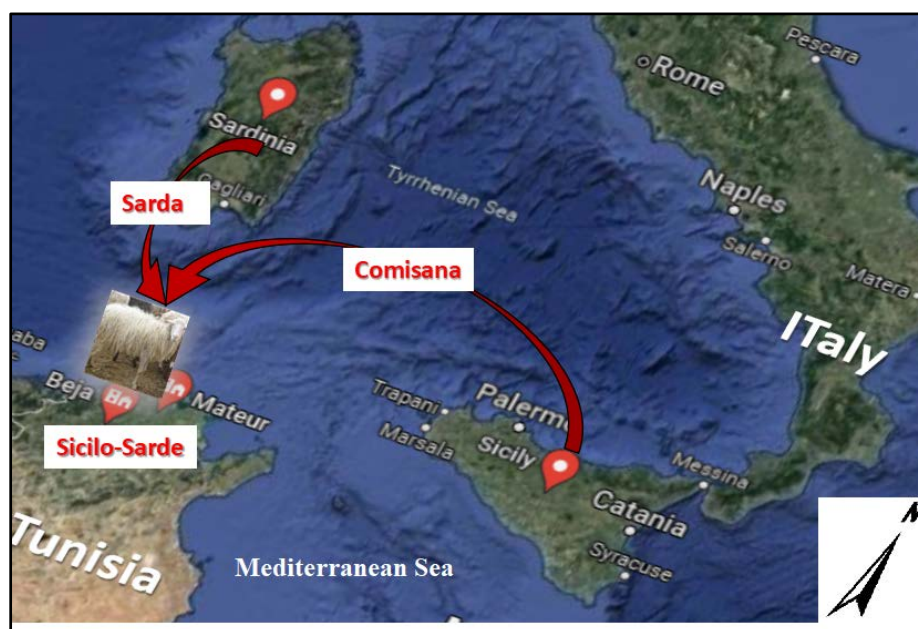 Pescara
Rome
Sardinia
Cagliari
Sarda
Tyrrhenian Sea
Naples
Salerno
Matera
Comisana
ITaly
aba
Beja
Mateur
Sicilo-Sarde
Trapani
Palermo
Marsala
Sicily
Messina
Catania
Syracuse
Tunisia
Mediterranean Sea
N